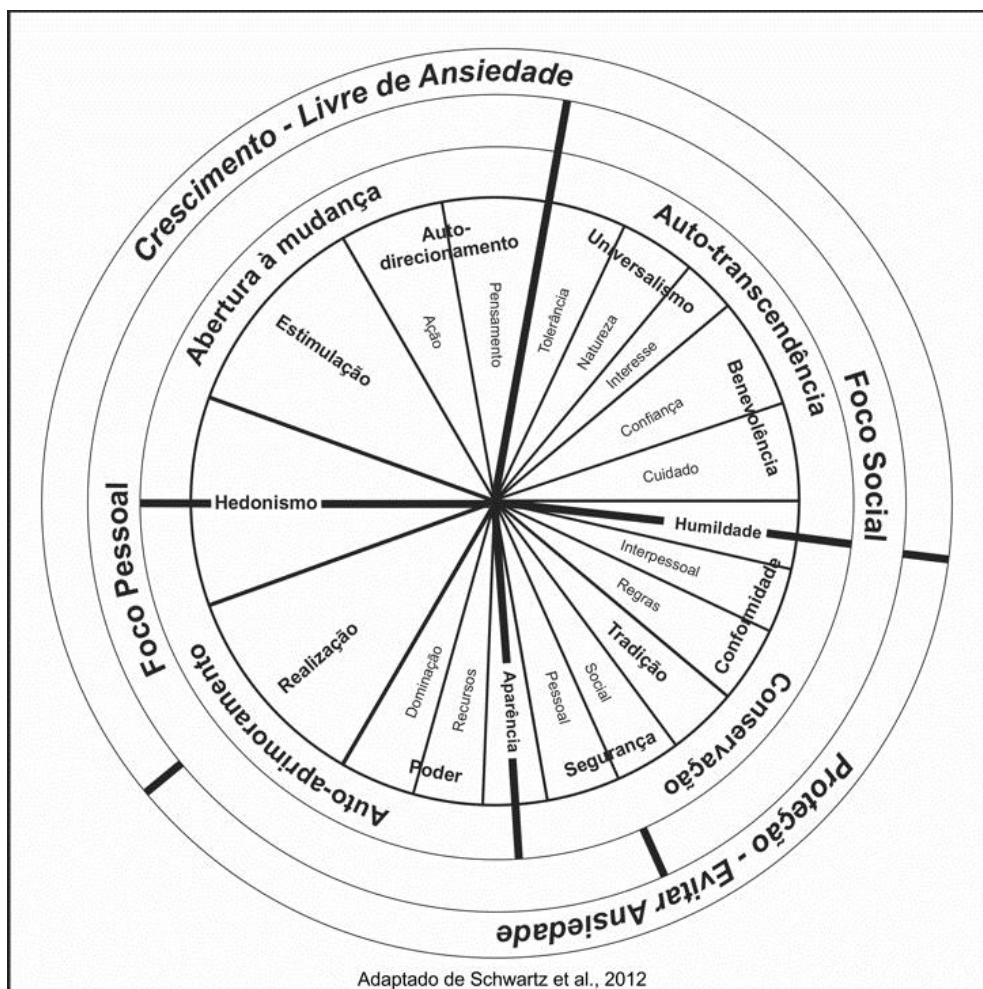 Crescimento - Livre de Ansiedade
Abertura à mudança
Auto-transcendência
Foco Social
Foco Pessoal
Auto-
direcionamento
Ação
Pensamento
Universalismo
Tolerância
Natureza
Interesse
Estimulação
Benevolência
Confiança
Cuidado
Hedonismo
Humildade
Interpessoal
Regras
Conformidade
Tradição
Realização
Dominação
Recursos
Poder
Aparência
Pessoal
Social
Segurança
Auto-aprimoramento
Conservação
Proteção - Evitar Ansiedade
Adaptado de Schwartz et al., 2012